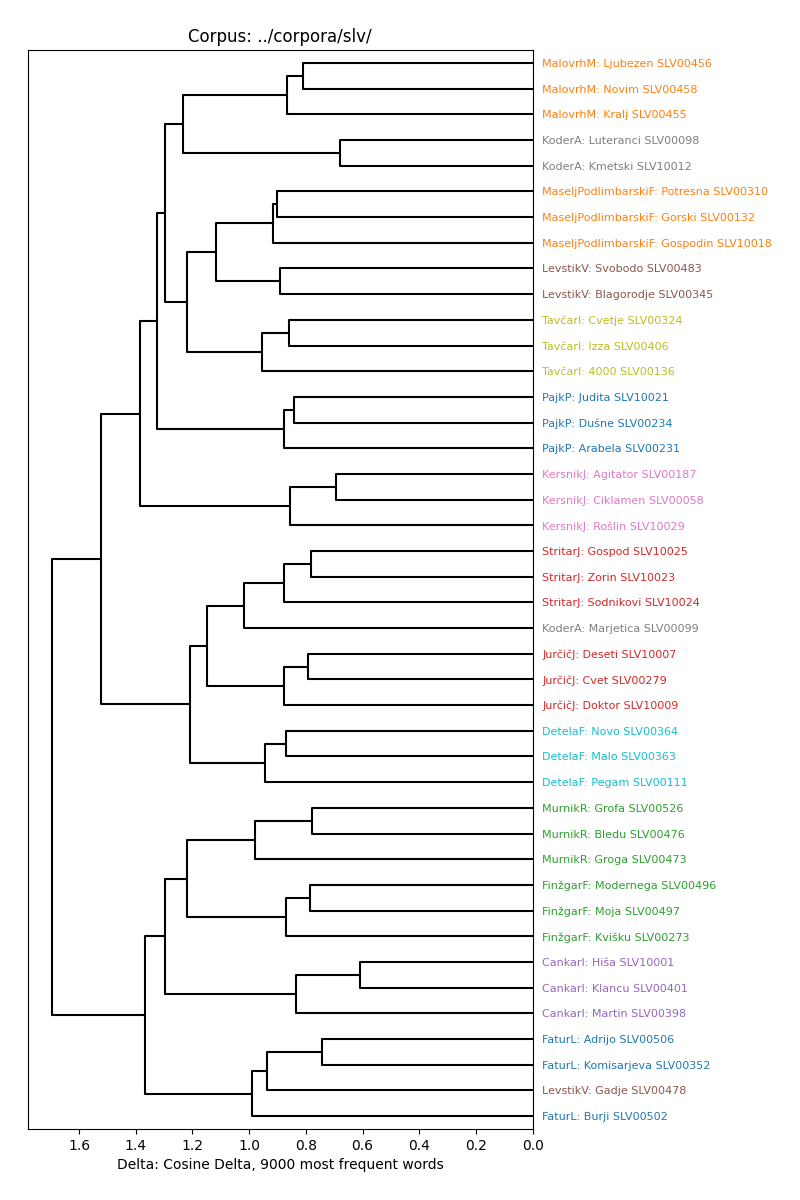 Corpus: ../corpora/slv/
MalovrhM: Ljubezen SLV00456
MalovrhM: Novim SLV00458
MalovrhM: Kralj SLV00455
KoderA: Luteranci SLV00098
KoderA: Kmetski SLV10012
MaseljPodlimbarskiF: Potresna SLV00310
MaseljPodlimbarskiF: Gorski SLV00132
MaseljPodlimbarskiF: Gospodin SLV10018
LevstikV: Svobodo SLV00483
LevstikV: Blagorodje SLV00345
TavčarI: Cvetje SLV00324
TavčarI: Izza SLV00406
TavčarI: 4000 SLV00136
PajkP: Judita SLV10021
PajkP: Dušne SLV00234
PajkP: Arabela SLV00231
KersnikJ: Agitator SLV00187
KersnikJ: Ciklamen SLV00058
KersnikJ: Rošlin SLV10029
StritarJ: Gospod SLV10025
StritarJ: Zorin SLV10023
StritarJ: Sodnikovi SLV10024
KoderA: Marjetica SLV00099
JurčičJ: Deseti SLV10007
JurčičJ: Cvet SLV00279
JurčičJ: Doktor SLV10009
DetelaF: Novo SLV00364
DetelaF: Malo SLV00363
DetelaF: Pegam SLV00111
MurnikR: Grofa SLV00526
MurnikR: Bledu SLV00476
MurnikR: Groga SLV00473
FinžgarF: Modernega SLV00496
FinžgarF: Moja SLV00497
FinžgarF: Kvišku SLV00273
CankarI: Hiša SLV10001
CankarI: Klancu SLV00401
CankarI: Martin SLV00398
FaturL: Adrijo SLV00506
FaturL: Komisarjeva SLV00352
LevstikV: Gadje SLV00478
FaturL: Burji SLV00502
1.6 1.4 1.2 1.0 0.8 0.6 0.4 0.2 0.0
Delta: Cosine Delta, 9000 most frequent words